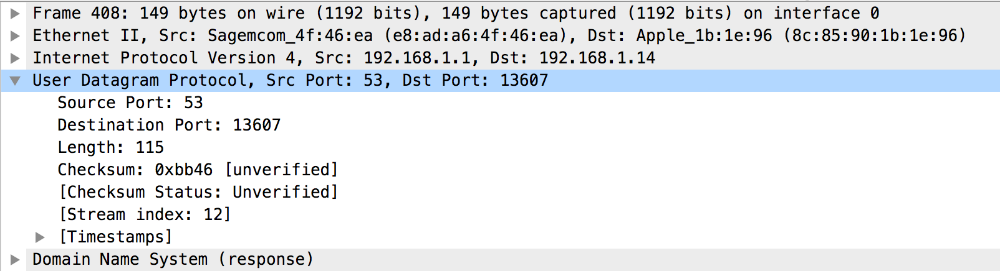 Frame 408: 149 bytes on wire (1192 bits), 149 bytes captured (1192 bits) on interface 0
Ethernet II, Src: Sagemcom_4f:46:ea (e8:ad:a6:4f:46:ea), Dst: Apple_1b:1e:96 (8c:85:90:1b:1e:96)
Internet Protocol Version 4, Src: 192.168.1.1, Dst: 192.168.1.14
User Datagram Protocol, Src Port: 53, Dst Port: 13607
Source Port: 53
Destination Port: 13607
Length: 115
Checksum: 0xbb46 [unverified]
[Checksum Status: Unverified]
[Stream index: 12]
[Timestamps]
Domain Name System (response)